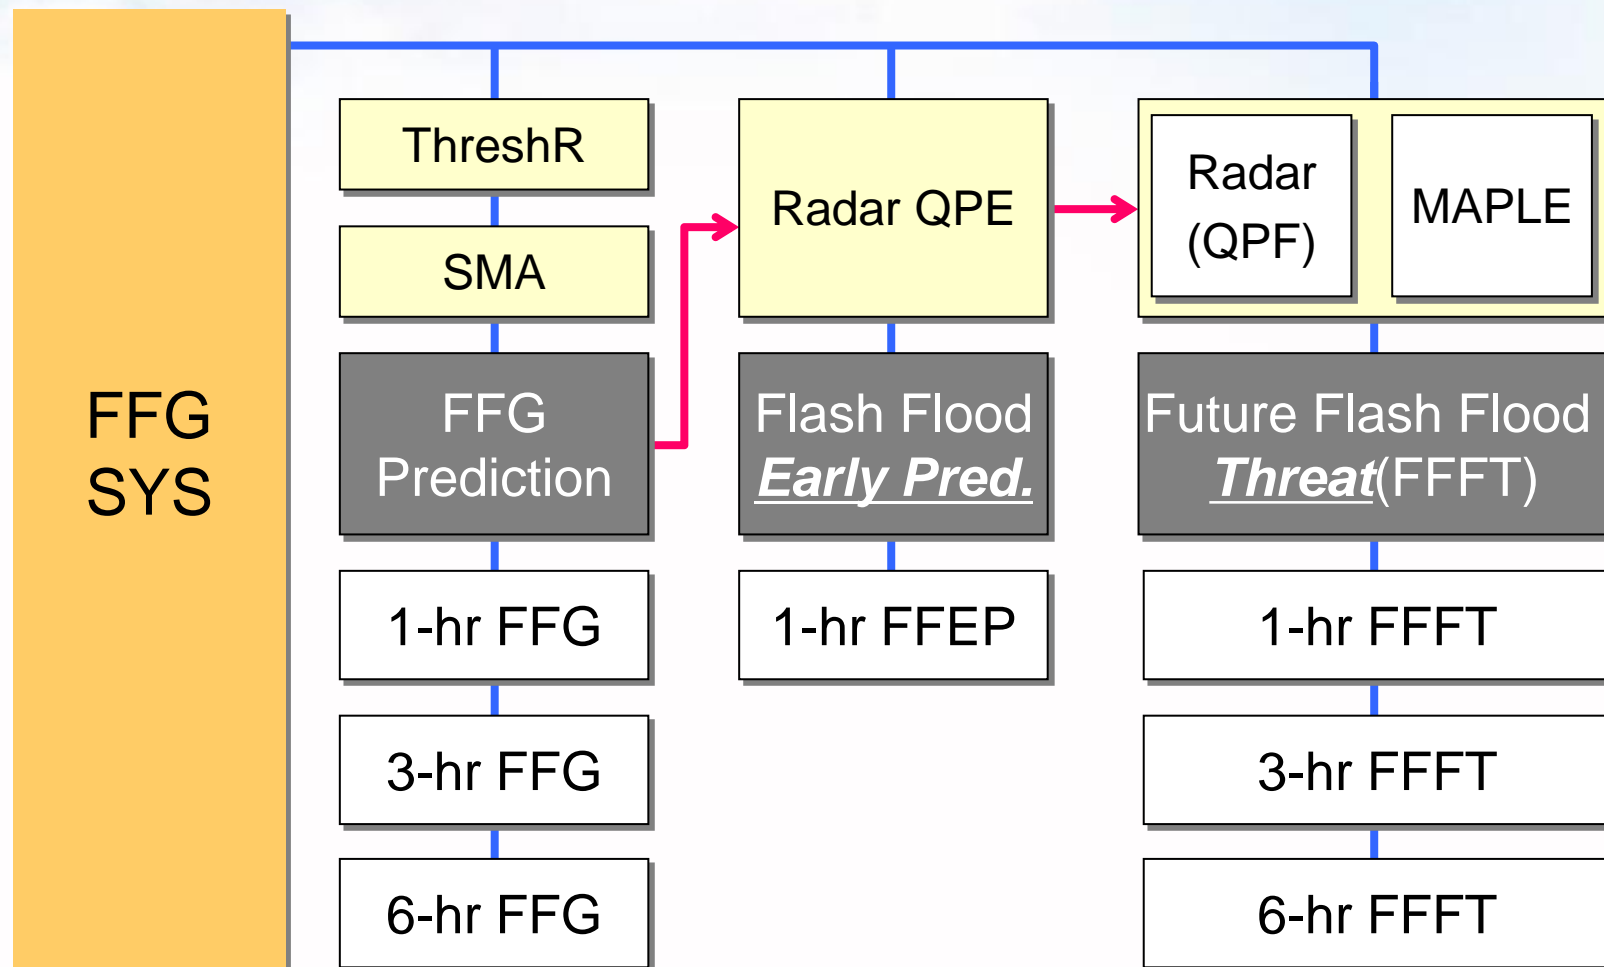 FFG
SYS
ThreshR
SMA
FFG
Prediction
1-hr FFG
3-hr FFG
6-hr FFG
Radar QPE
Flash Flood
Early Pred.
1-hr FFEP
Radar
(QPF)
MAPLE
Future Flash Flood
Threat(FFFT)
1-hr FFFT
3-hr FFFT
6-hr FFFT